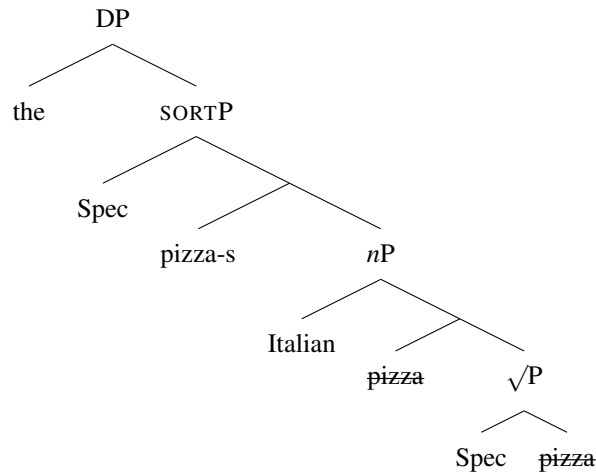 DP
the SORTP
Spec
pizza-s nP
Italian
pizza √P
Spec pizza